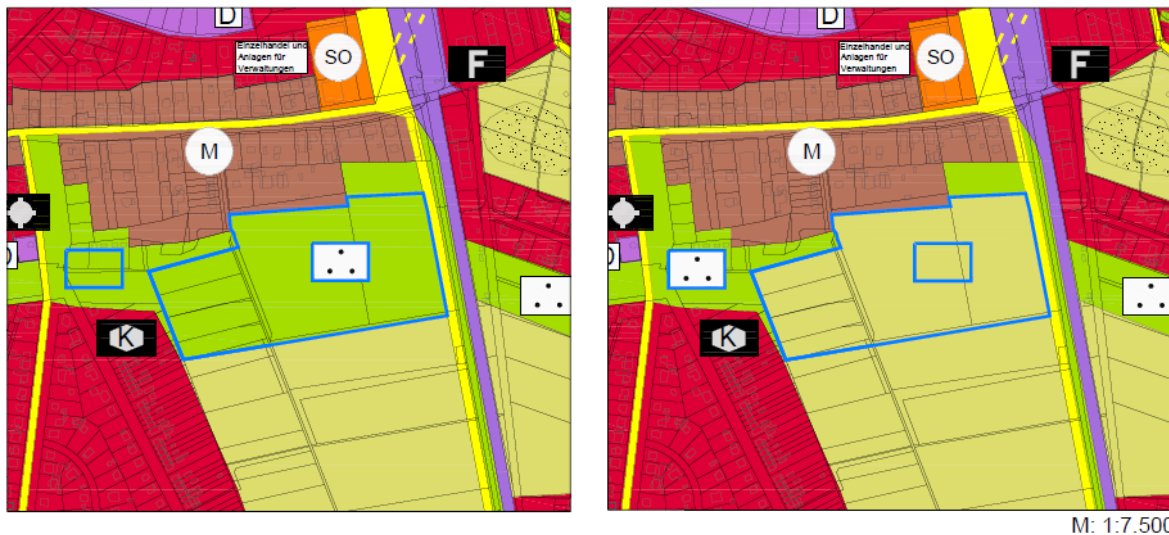 D
Einzelhandel und
Anlagen für
Verwaltungen
SO
F
M
D
K
D
Einzelhandel und
Anlagen für
Verwaltungen
SO
F
M
D
K
M: 1:7.500